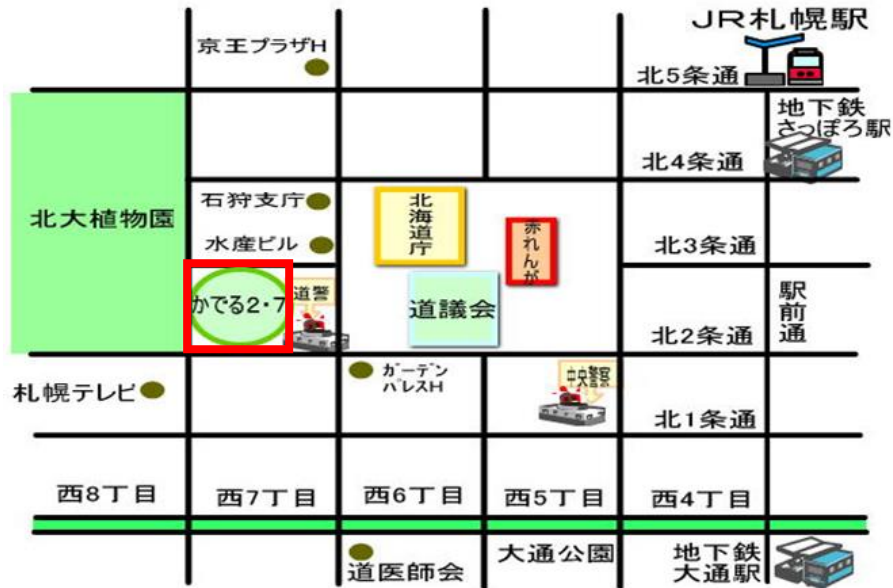 JR札幌駅
京王プラザH
北5条通
地下鉄
さっぽろ駅
北4条通
北大植物園
石狩支庁
水産ビル
北
海
道
庁
赤
れ
ん
が
北3条通
かでる2・7
道警
道議会
駅
前
通
北2条通
札幌テレビ
ガーデン
パレスH
中央警察
北1条通
西8丁目
西7丁目
西6丁目
西5丁目
西4丁目
道医師会
大通公園
地下鉄
大通駅